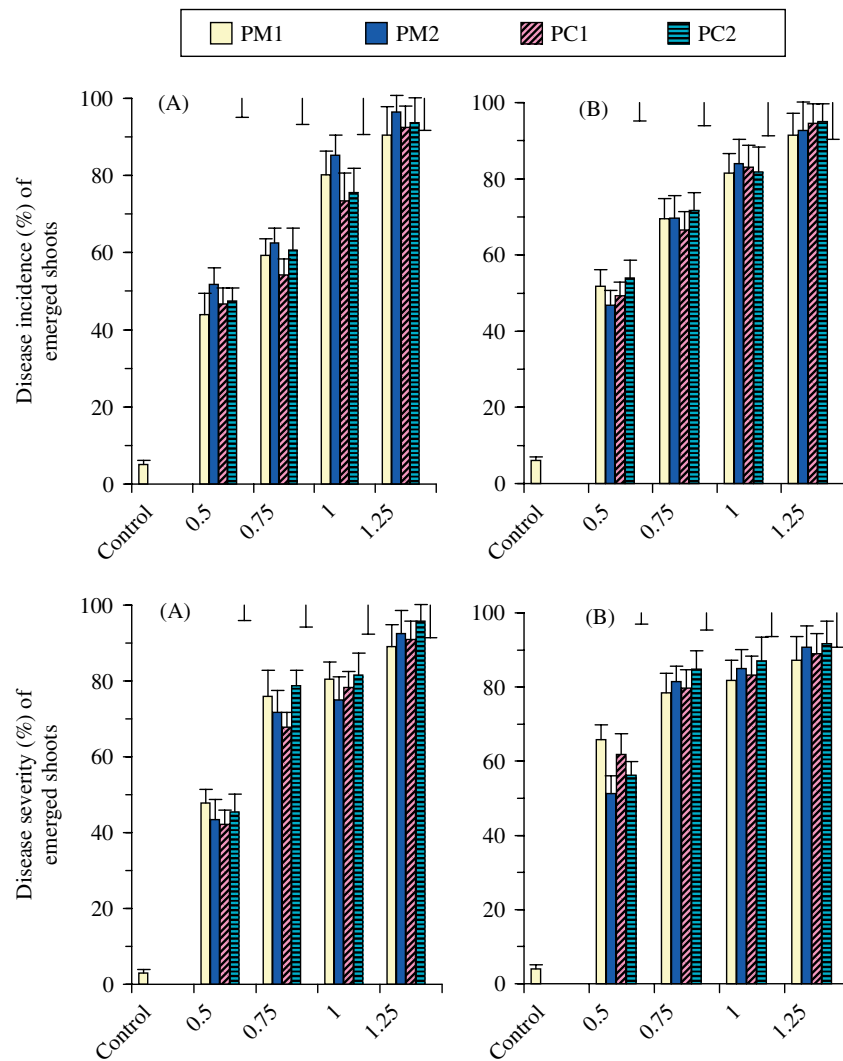 PM1 PM2 PC1 PC2
(A)
100
80
60
40
20
0
Disease incidence (%) of
emerged shoots
Control 0.5 0.75 1 1.25
(B)
100
80
60
40
20
0
Control 0.5 0.75 1 1.25
(A)
100
80
60
40
20
0
Disease severity (%) of
emerged shoots
Control 0.5 0.75 1 1.25
(B)
100
80
60
40
20
0
Control 0.5 0.75 1 1.25